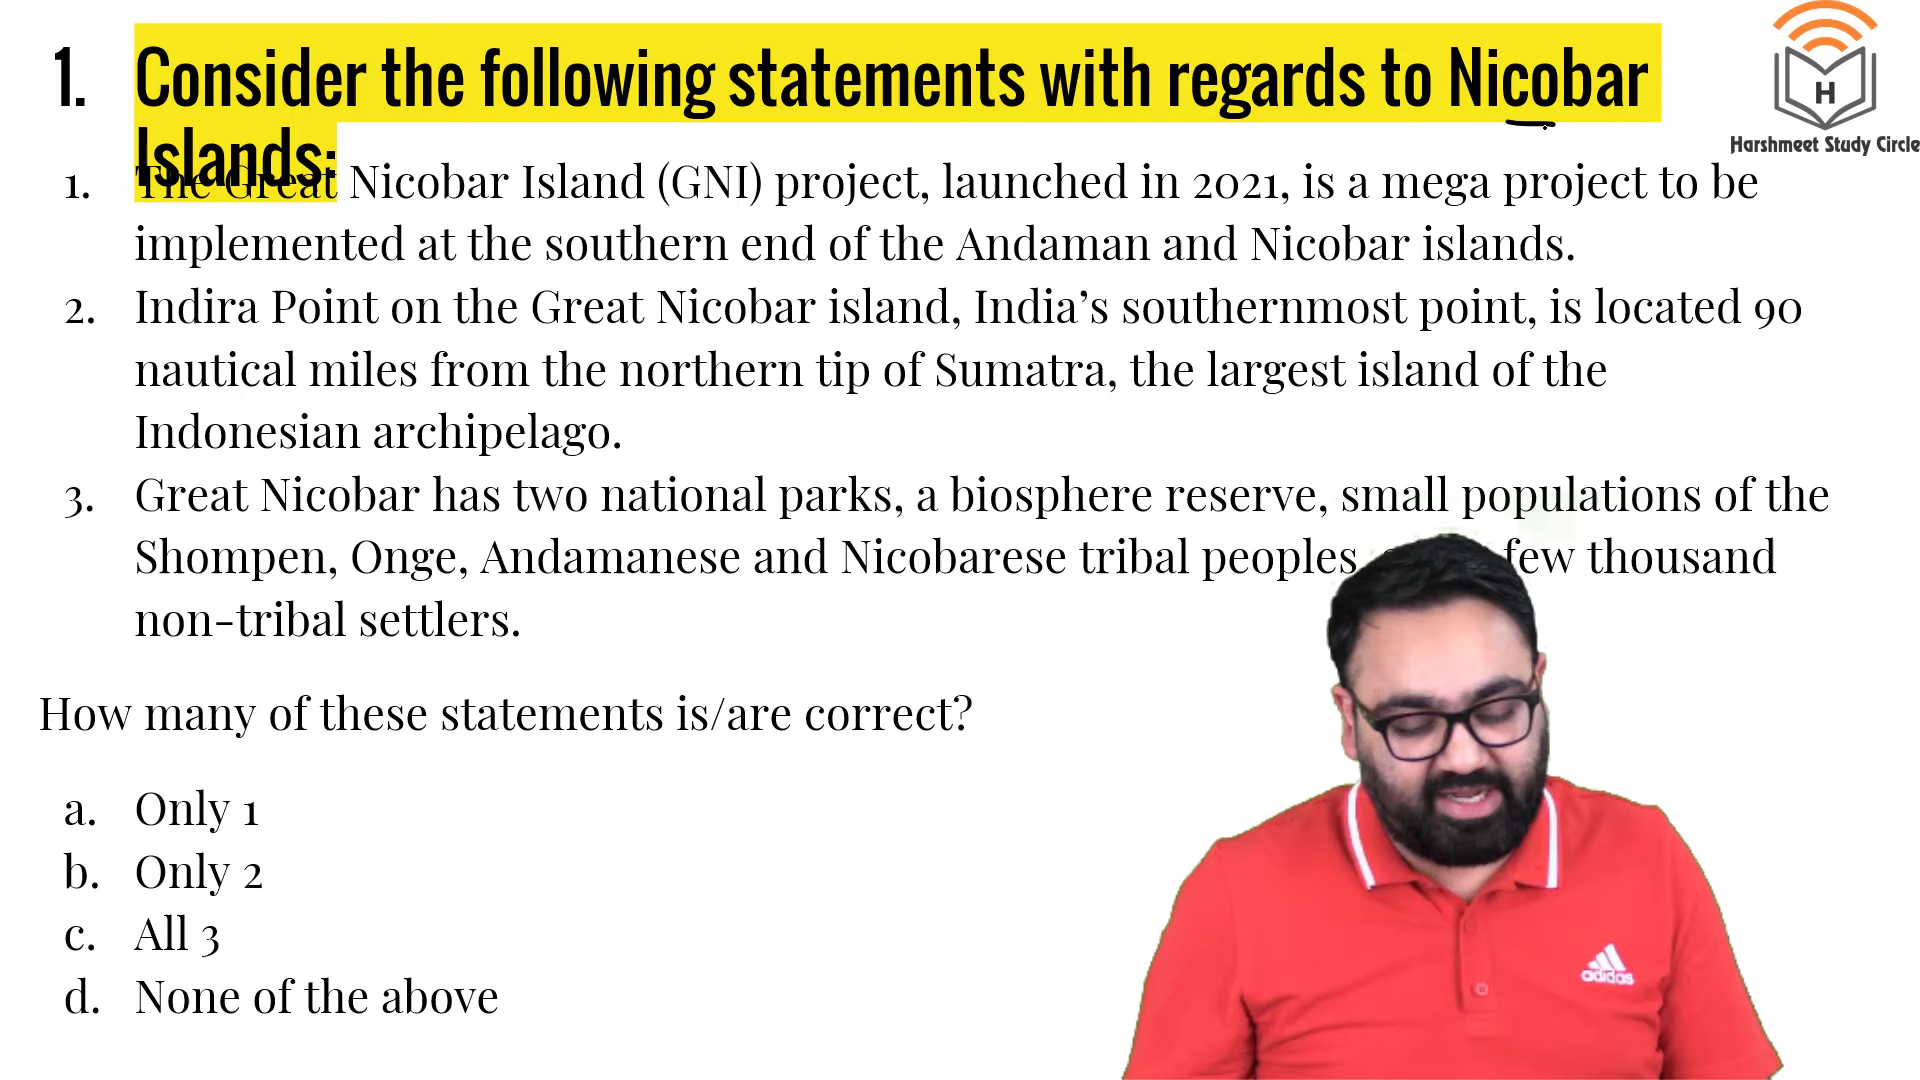 1. Consider the following statements with regards to Nicobar
Islands:
H
Harshmeet Study Circle
1. The Great Nicobar Island (GNI) project, launched in 2021, is a mega project to be
implemented at the southern end of the Andaman and Nicobar islands.
2. Indira Point on the Great Nicobar island, India’s southernmost point, is located 90
nautical miles from the northern tip of Sumatra, the largest island of the
Indonesian archipelago.
3. Great Nicobar has two national parks, a biosphere reserve, small populations of the
Shompen, Onge, Andamanese and Nicobarese tribal peoples few thousand
non-tribal settlers.
How many of these statements is/are correct?
a. Only 1
b. Only 2
c. All 3
d. None of the above
adidas